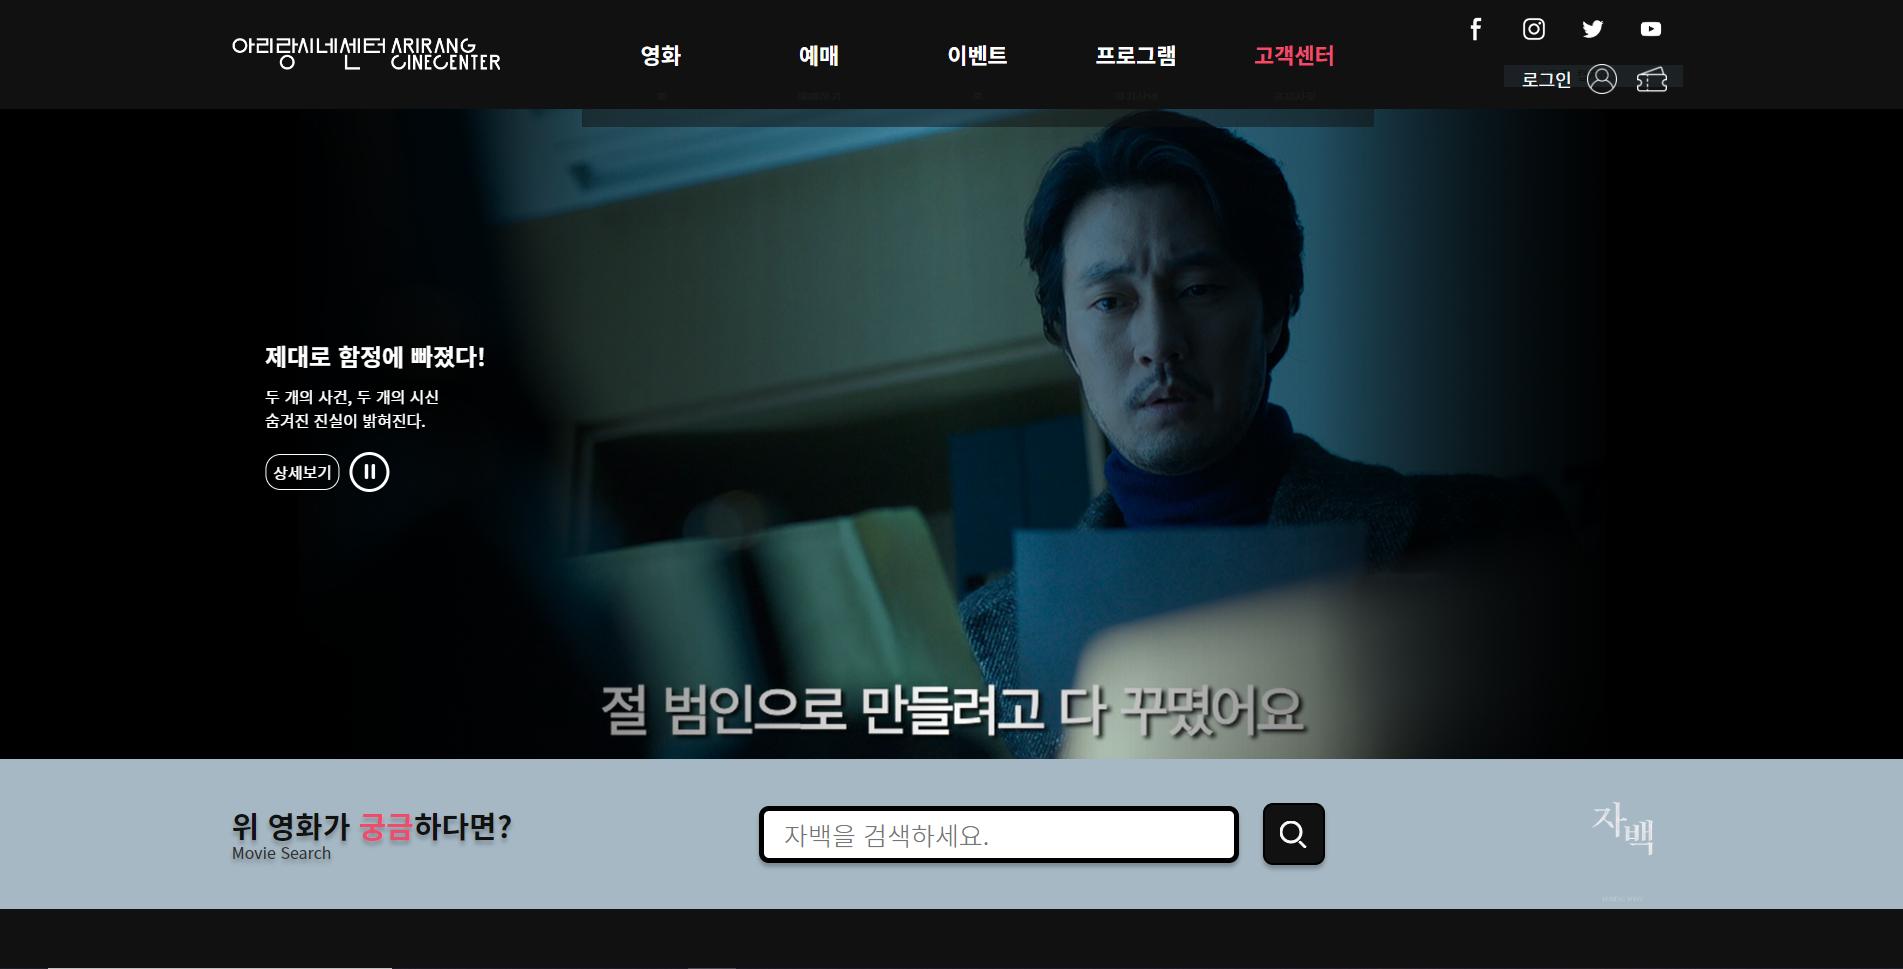 아리랑시네센터 ARIRANG CINECENTER
영화 예매 이벤트 프로그램 고객센터
로그인
제대로 함정에 빠졌다!
두 개의 사건, 두 개의 시신
숨겨진 진실이 밝혀진다.
상세보기
절 범인으로 만들려고 다 꾸몄어요
위 영화가 궁금하다면?
Movie Search
자백을 검색하세요.
자백